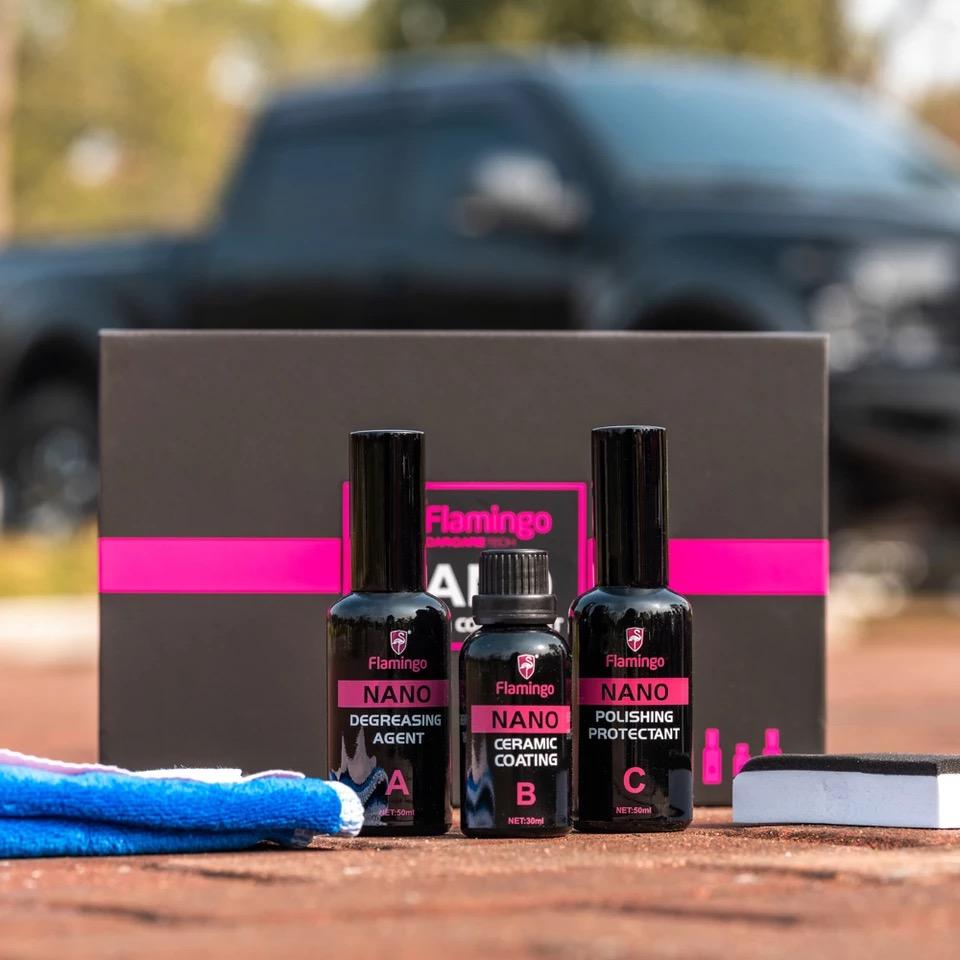 Flamingo
Flamingo
NANO
DEGREASING
AGENT
A
NET:50ml
Flamingo
NANO
CERAMIC
COATING
B
NET:30ml
Flamingo
NANO
POLISHING
PROTECTANT
C
NET:50ml